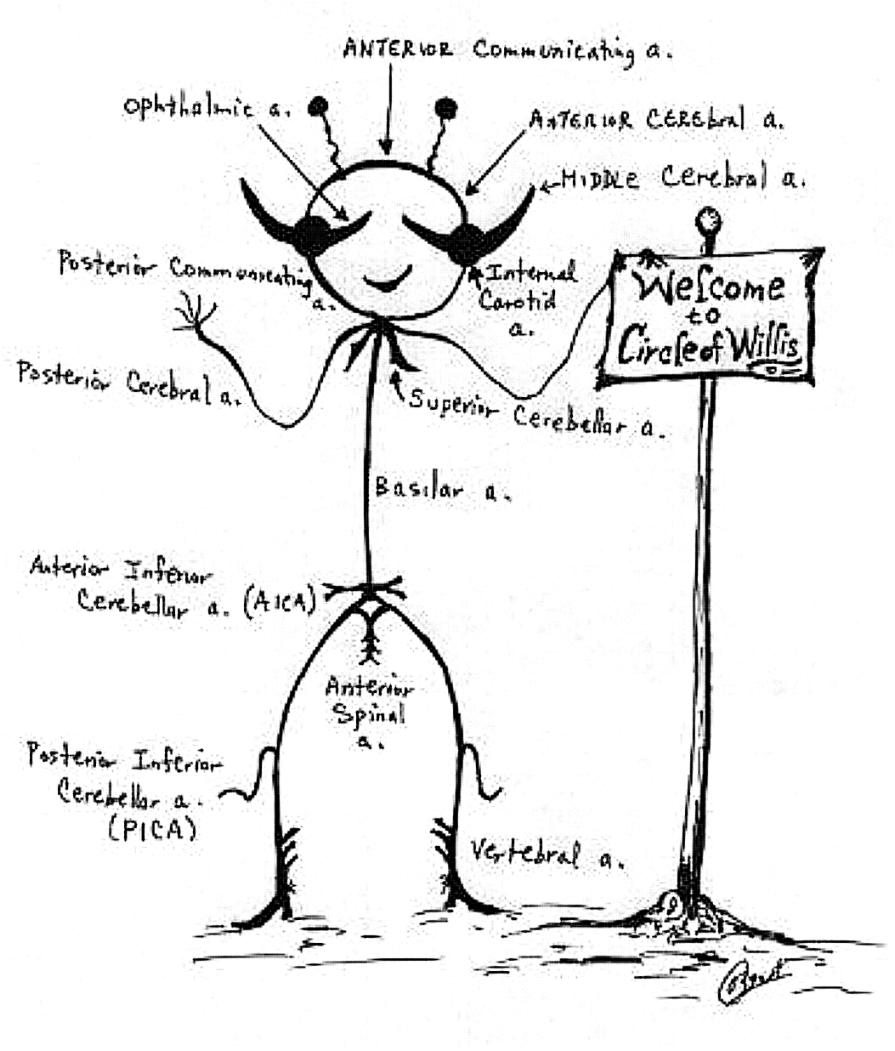 ANTERIOR Communicating a.
Ophthalmic a.
ANTERIOR CEREbral a.
MIDDLE Cerebral a.
Posterior Communicating
a.
Internal
Carotid
a.
Welcome
to
Circle of Willis
Posterior Cerebral a.
Superior Cerebellar a.
Basilar a.
Anterior Inferior
Cerebellar a. (AICA)
Anterior
Spinal
a.
Posterior Inferior
Cerebellar a.
(PICA)
Vertebral a.